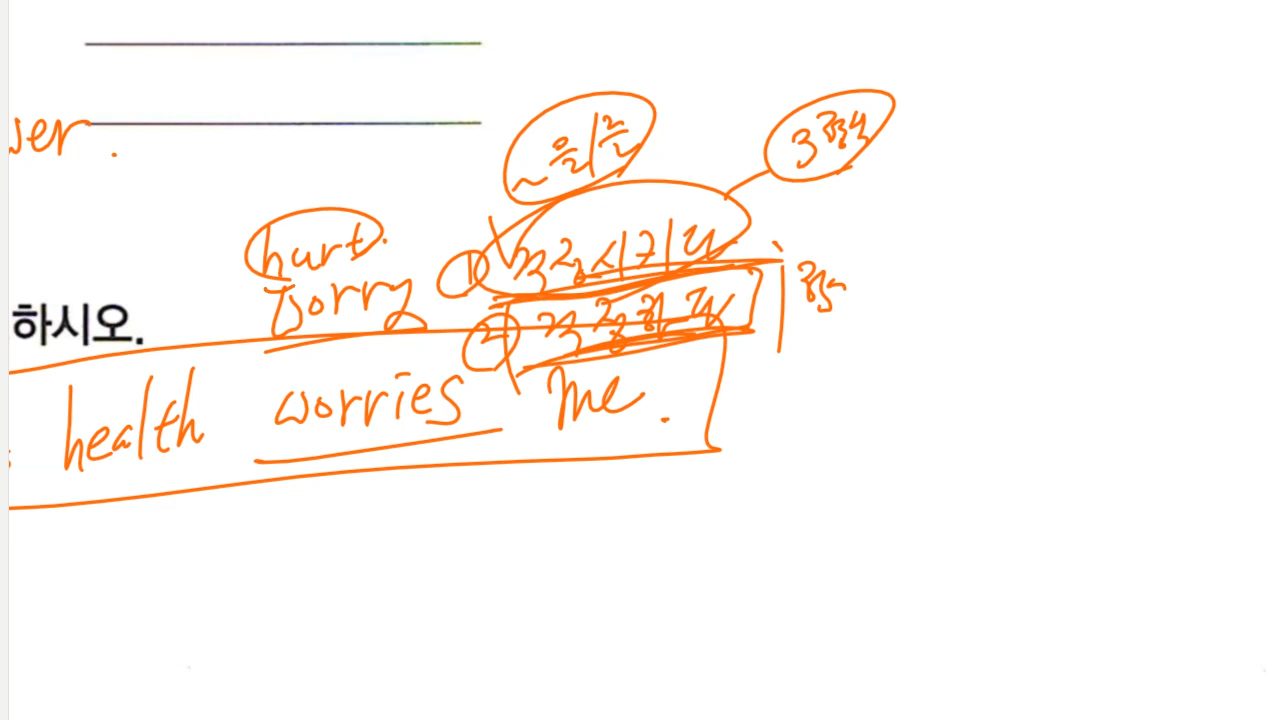 ~을/를
3형식
hurt.
worry ① 걱정시키다
② 걱정하다
하시오.
health worries me.